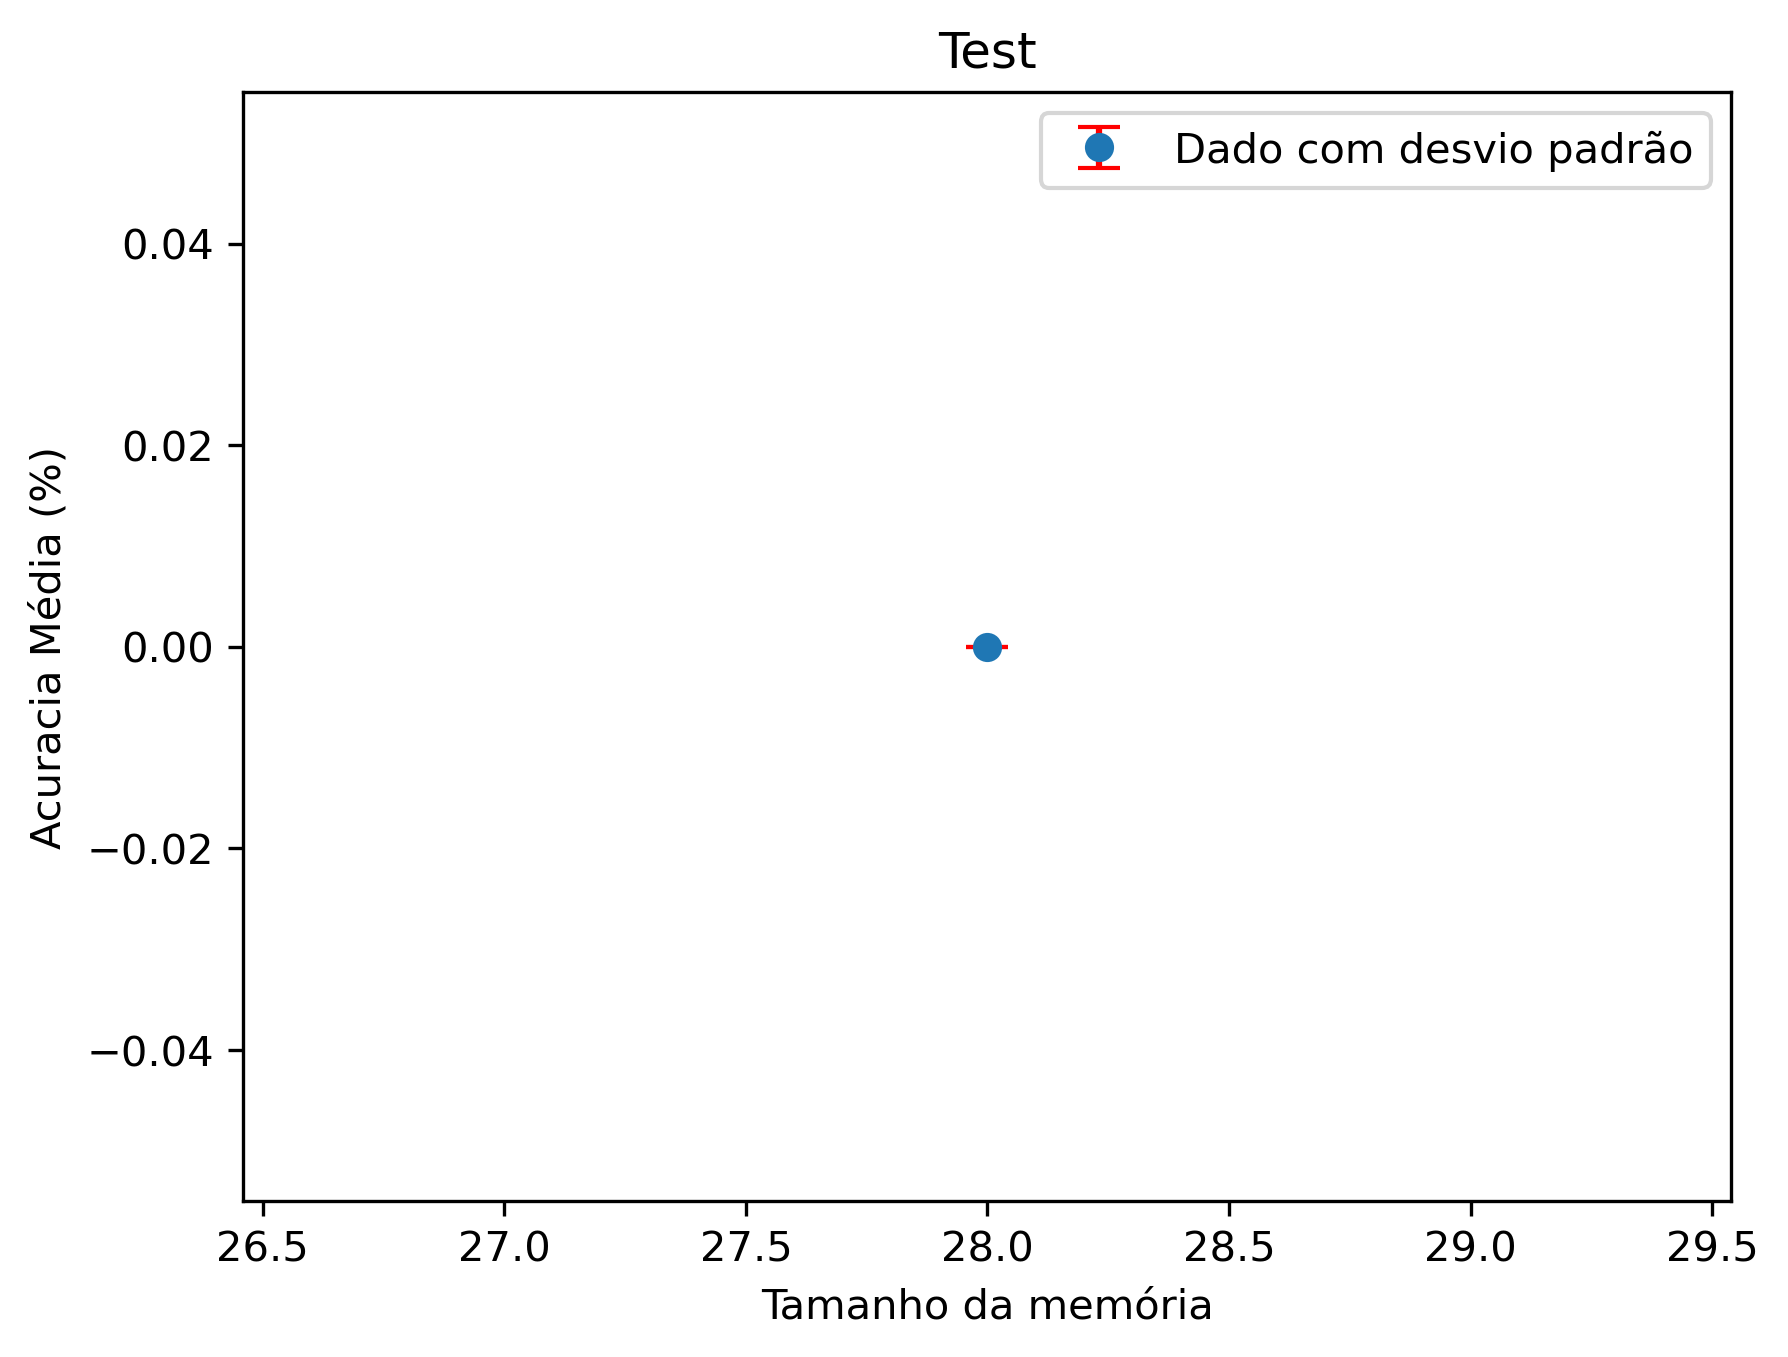 Test
Dado com desvio padrão
0.04
0.02
0.00
−0.02
−0.04
Acuracia Média (%)
26.5 27.0 27.5 28.0 28.5 29.0 29.5
Tamanho da memória